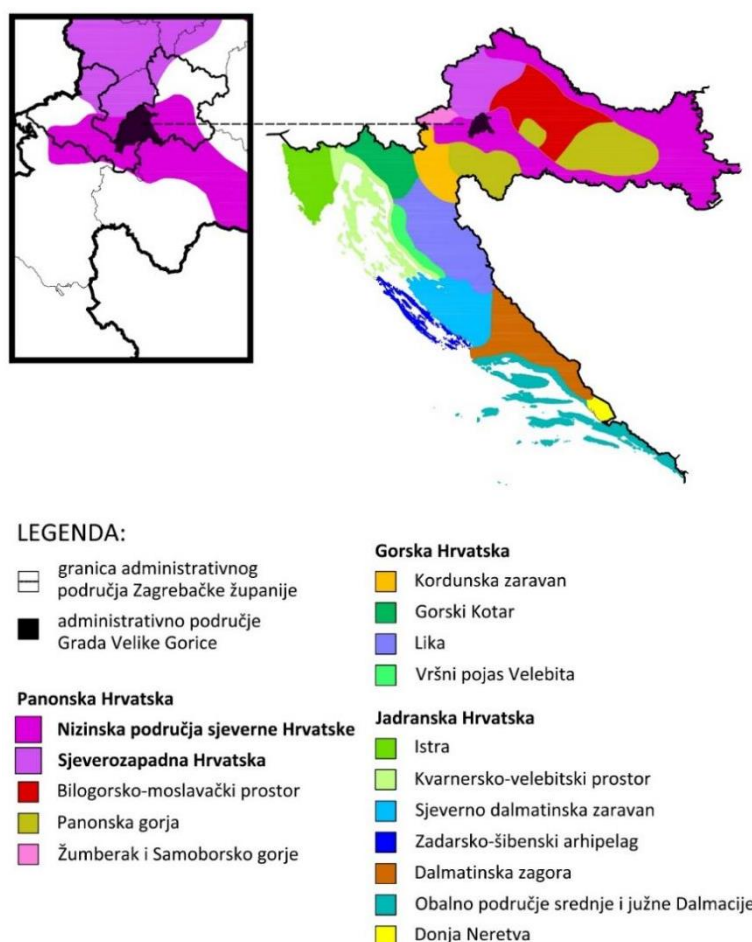 LEGENDA:
granica administrativnog
područja Zagrebačke županije
administrativno područje
Grada Velike Gorice
Panonska Hrvatska
Nizinska područja sjeverne Hrvatske
Sjeverozapadna Hrvatska
Bilogorsko-moslavački prostor
Panonska gorja
Žumberak i Samoborsko gorje
Gorska Hrvatska
Kordunska zaravan
Gorski Kotar
Lika
Vršni pojas Velebita
Jadranska Hrvatska
Istra
Kvarnersko-velebitski prostor
Sjeverno dalmatinska zaravan
Zadarsko-šibenski arhipelag
Dalmatinska zagora
Obalno područje srednje i južne Dalmacije
Donja Neretva